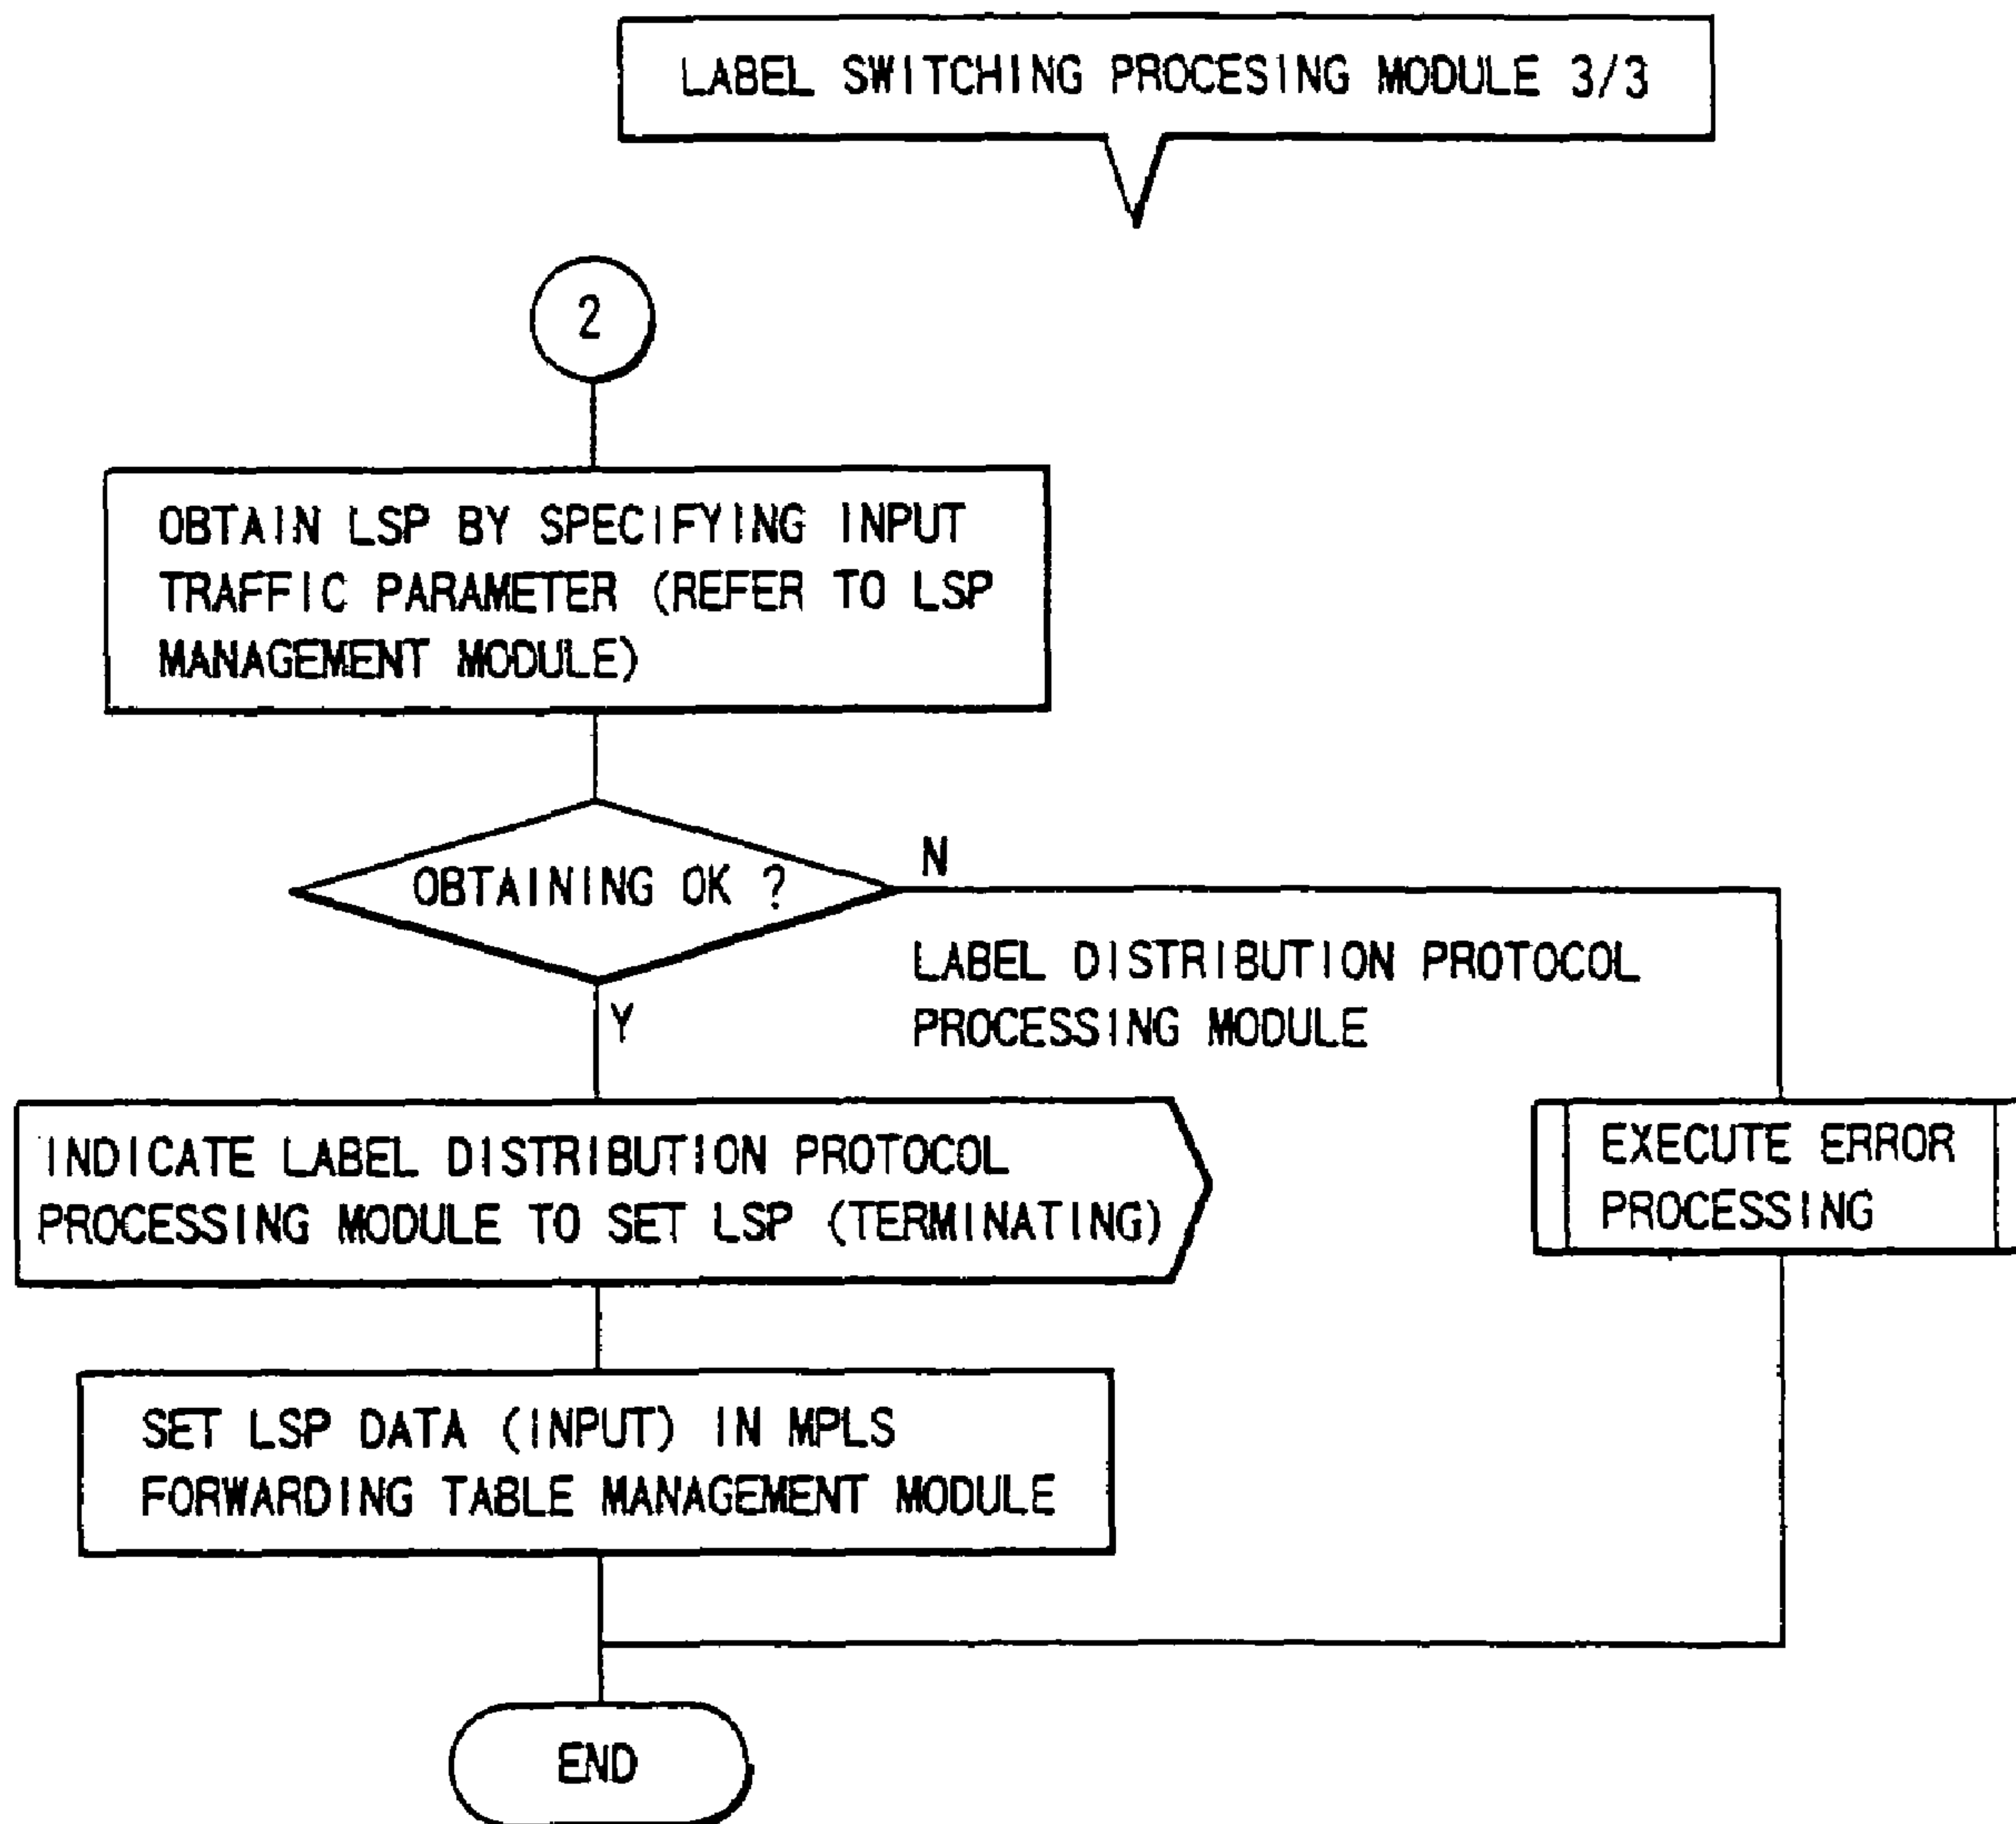 LABEL SWITCHING PROCESING MODULE 3/3
2
OBTAIN LSP BY SPECIFYING INPUT
TRAFFIC PARAMETER (REFER TO LSP
MANAGEMENT MODULE)
OBTAINING OK ?
N
Y
LABEL DISTRIBUTION PROTOCOL
PROCESSING MODULE
INDICATE LABEL DISTRIBUTION PROTOCOL
PROCESSING MODULE TO SET LSP (TERMINATING)
EXECUTE ERROR
PROCESSING
SET LSP DATA (INPUT) IN MPLS
FORWARDING TABLE MANAGEMENT MODULE
END